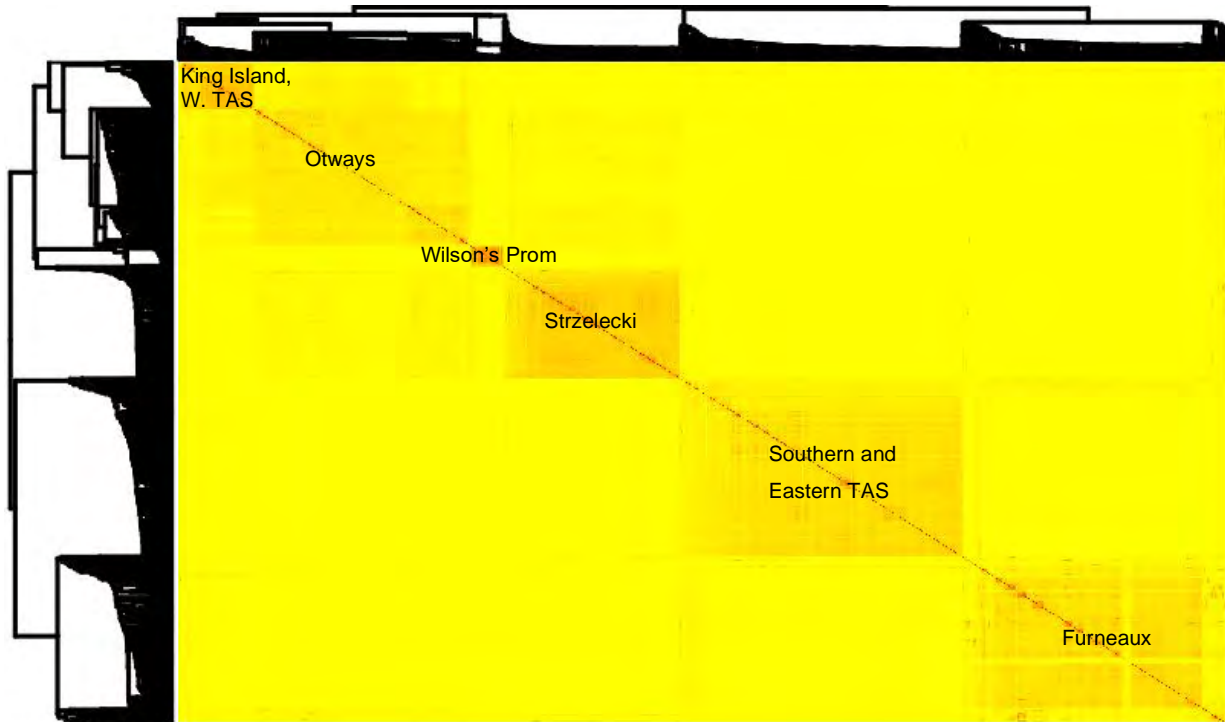 King Island,
W. TAS
Otways
Wilson's Prom
Strzelecki
Southern and
Eastern TAS
Furneaux